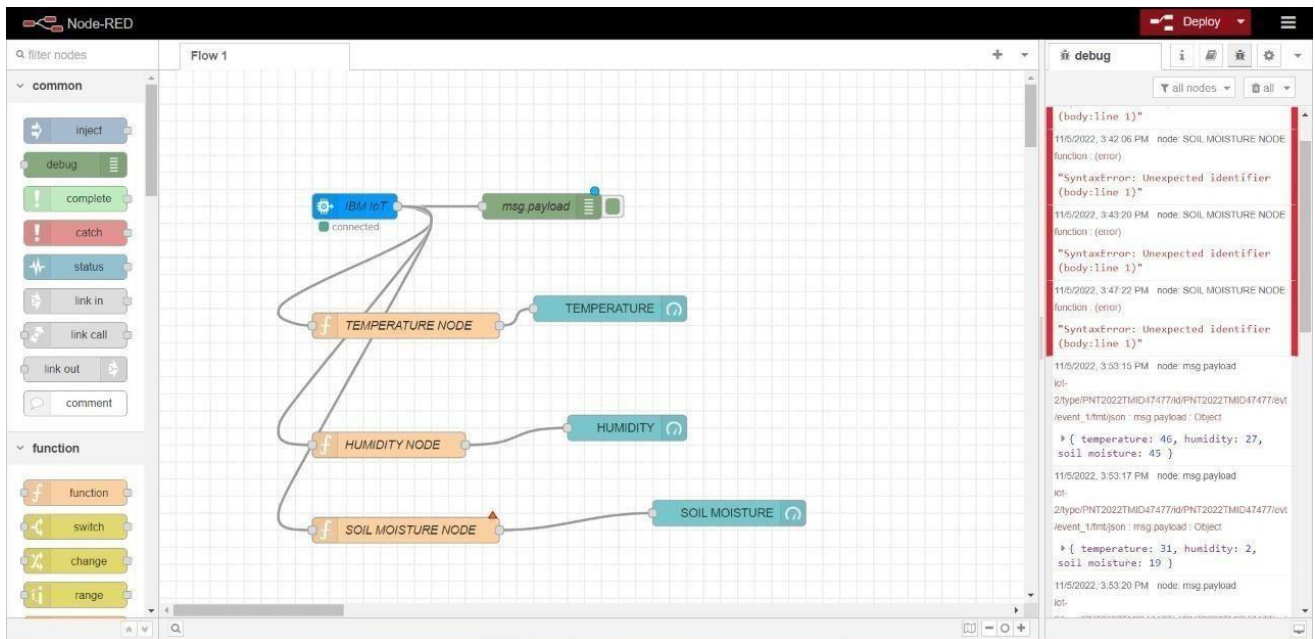 Node-RED
Deploy
filter nodes
Flow 1
debug
i
common
all nodes
all
inject
debug
complete
catch
status
link in
link call
link out
comment
function
function
switch
change
range
IBM IoT
connected
msg.payload
TEMPERATURE NODE
TEMPERATURE
HUMIDITY NODE
HUMIDITY
SOIL MOISTURE NODE
SOIL MOISTURE
(body:line 1)"
11/5/2022, 3:42:06 PM node: SOIL MOISTURE NODE
function : (error)
"SyntaxError: Unexpected identifier
(body:line 1)"
11/5/2022, 3:43:20 PM node: SOIL MOISTURE NODE
function : (error)
"SyntaxError: Unexpected identifier
(body:line 1)"
11/5/2022, 3:47:22 PM node: SOIL MOISTURE NODE
function : (error)
"SyntaxError: Unexpected identifier
(body:line 1)"
11/5/2022, 3:53:15 PM node: msg.payload
iot-
2/type/PNT2022TMID47477/id/PNT2022TMID47477/evt
/event_1/fmt/json : msg.payload : Object
{ temperature: 46, humidity: 27,
soil moisture: 45 }
11/5/2022, 3:53:17 PM node: msg.payload
iot-
2/type/PNT2022TMID47477/id/PNT2022TMID47477/evt
/event_1/fmt/json : msg.payload : Object
{ temperature: 31, humidity: 2,
soil moisture: 19 }
11/5/2022, 3:53:20 PM node: msg.payload
iot-